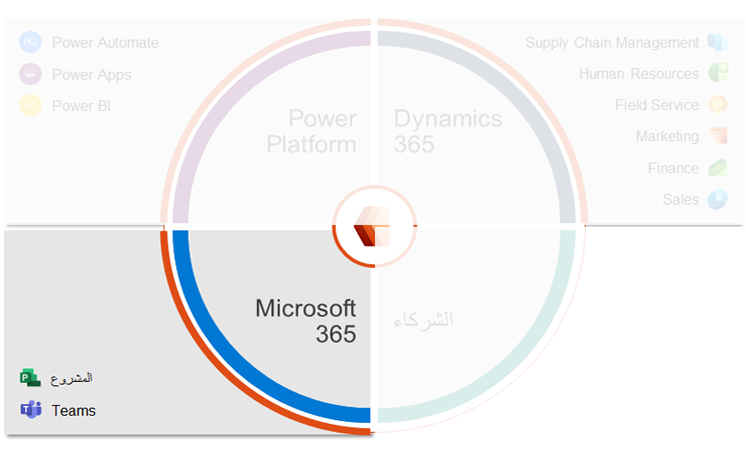 Power Automate
Power Apps
Power BI
Power
Platform
Dynamics
365
Supply Chain Management
Human Resources
Field Service
Marketing
Finance
Sales
Microsoft
365
المشروع
Teams
الشركاء